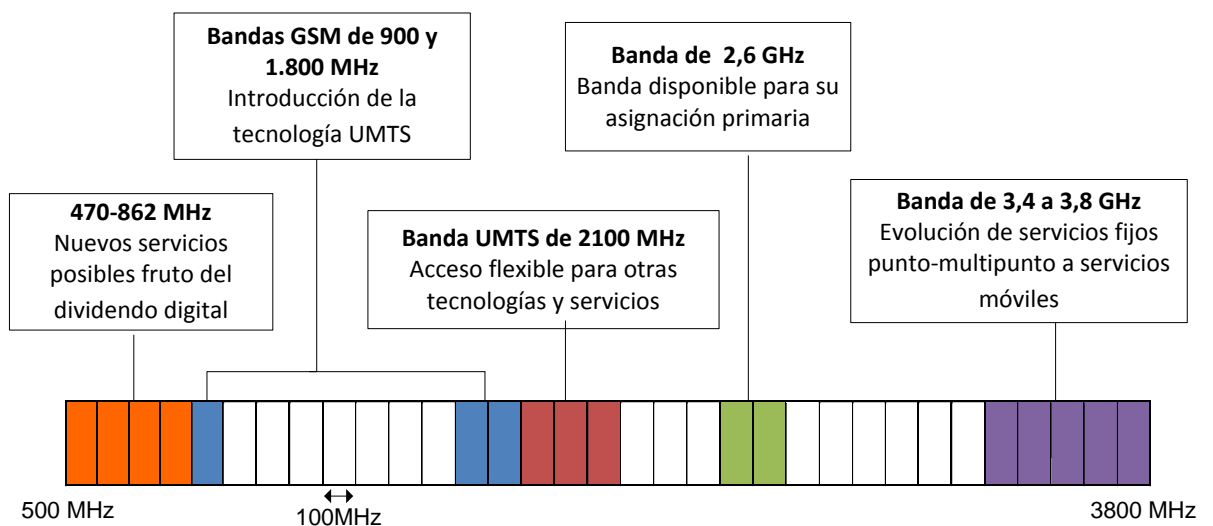 Bandas GSM de 900 y
1.800 MHz
Introducción de la
tecnología UMTS
Banda de 2,6 GHz
Banda disponible para su
asignación primaria
470-862 MHz
Nuevos servicios
posibles fruto del
dividendo digital
Banda UMTS de 2100 MHz
Acceso flexible para otras
tecnologías y servicios
Banda de 3,4 a 3,8 GHz
Evolución de servicios fijos
punto-multipunto a servicios
móviles
500 MHz
100MHz
3800 MHz